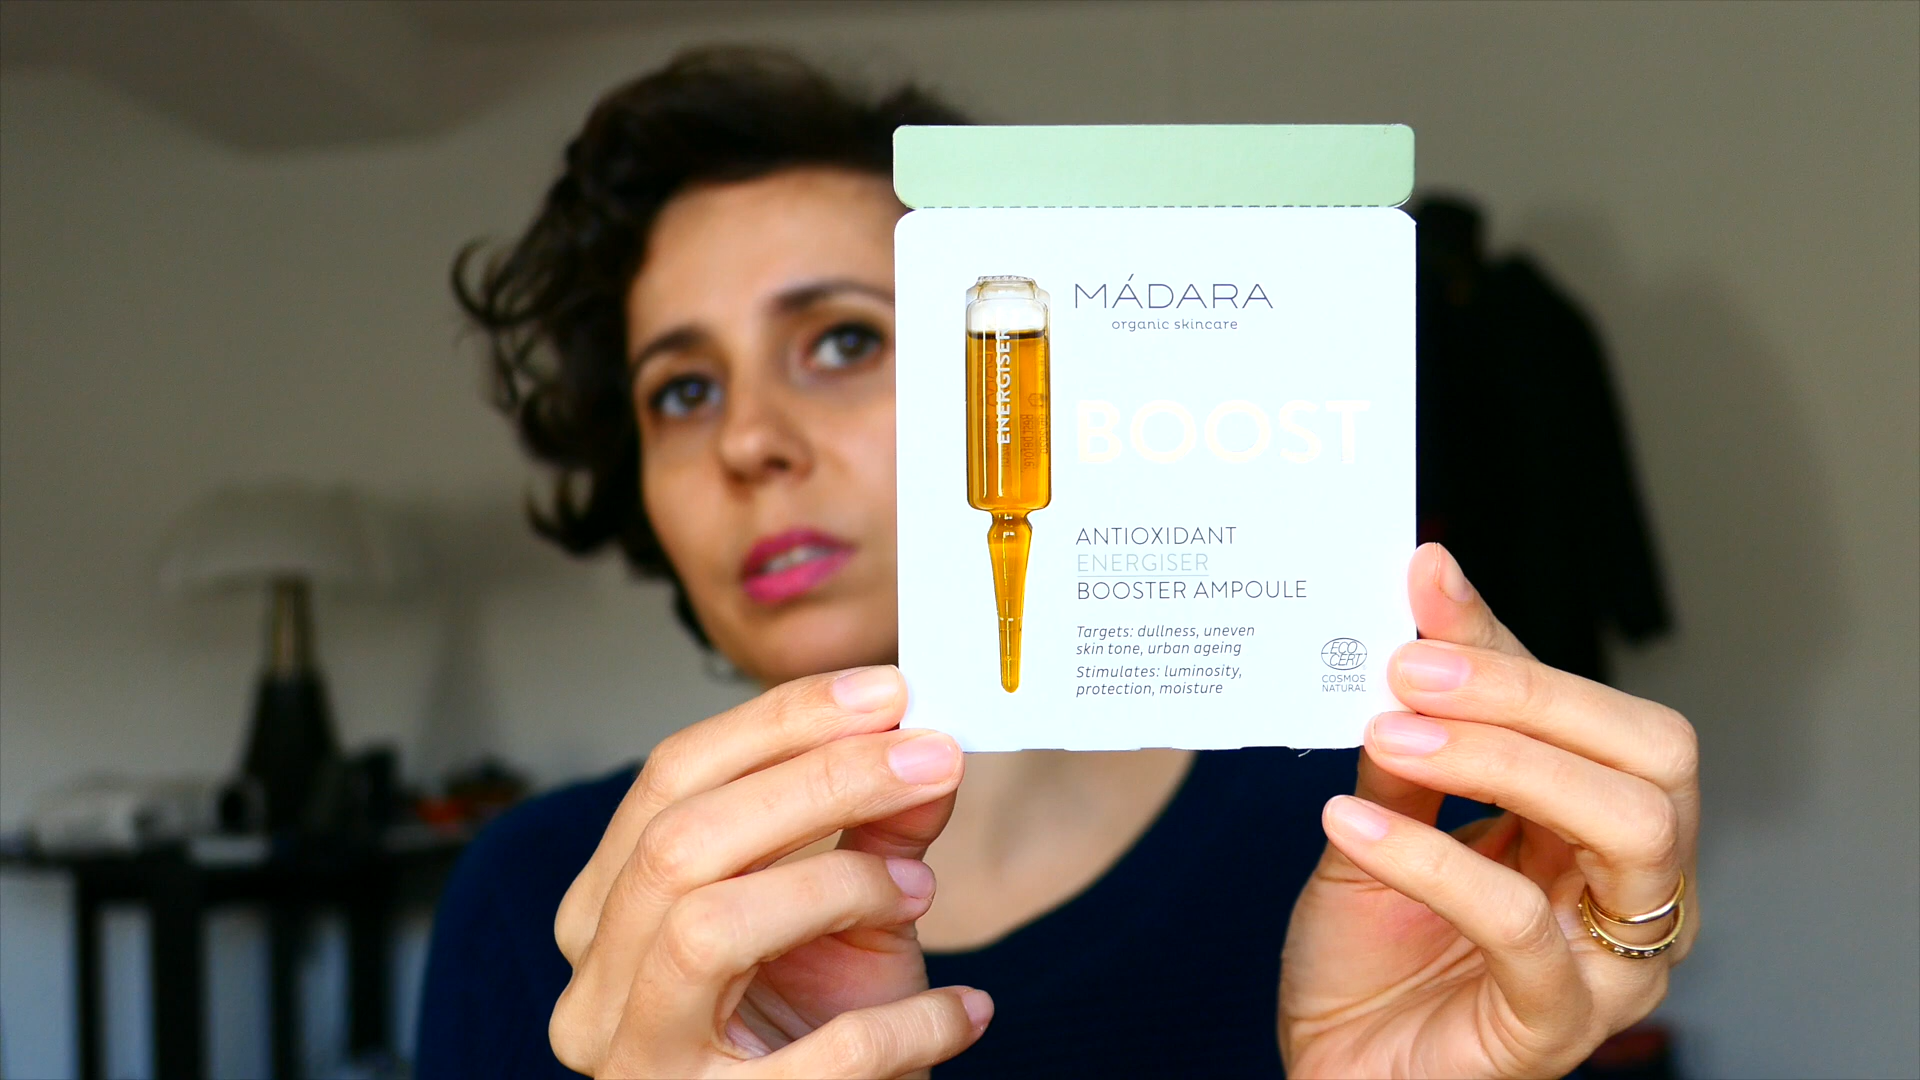 MÁDARA
organic skincare
ENERGISER
BOOST
ANTIOXIDANT
ENERGISER
BOOSTER AMPOULE
Targets: dullness, uneven
skin tone, urban ageing
Stimulates: luminosity,
protection, moisture
ECO
CERT
COSMOS
NATURAL